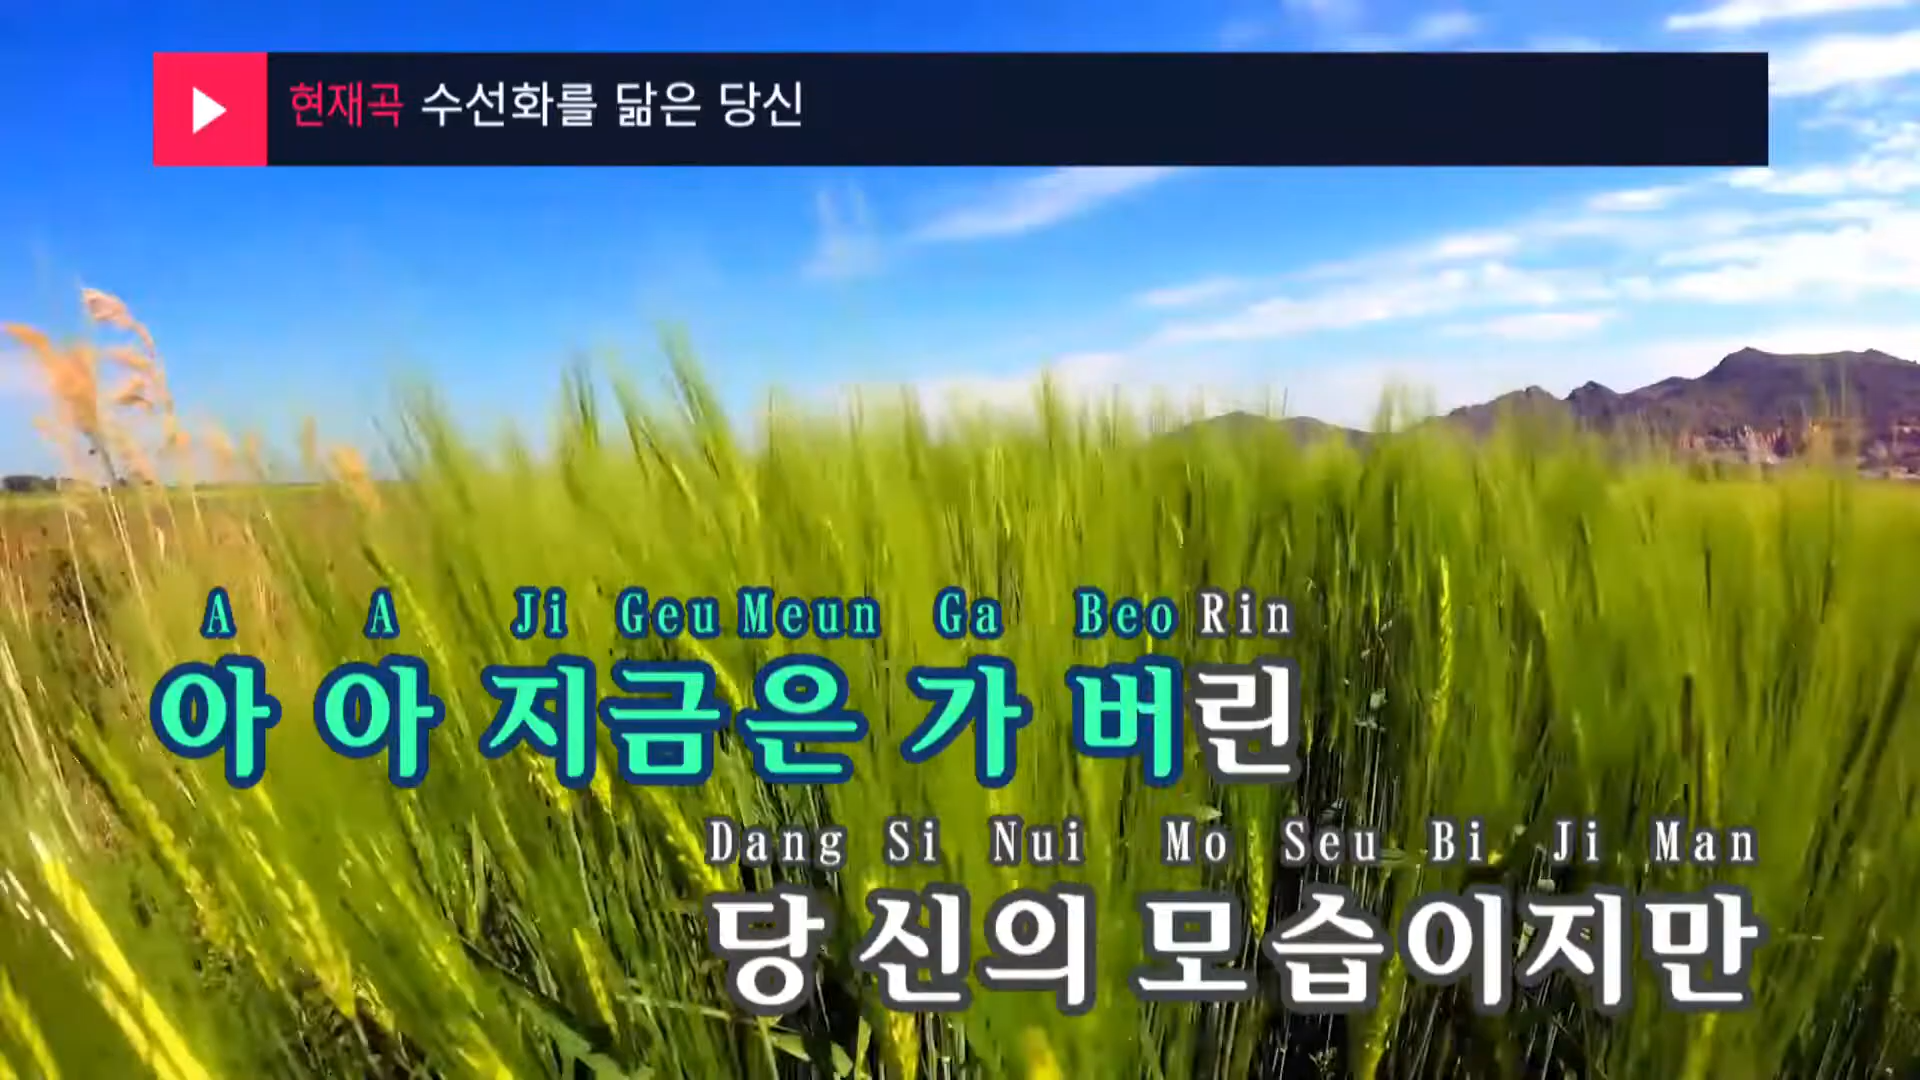 현재곡 수선화를 닮은 당신
A A Ji Geu Meun Ga Beo Rin
아 아 지금은 가 버린
Dang Si Nui Mo Seu Bi Ji Man
당신의 모습이지만